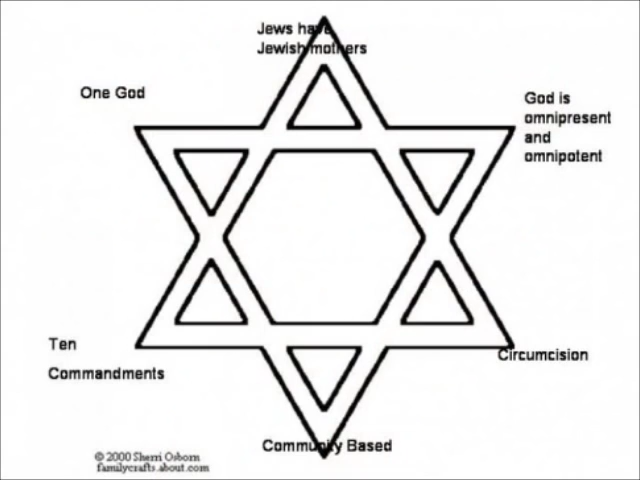 Jews have
Jewish mothers
One God
God is
omnipresent
and
omnipotent
Ten
Commandments
Circumcision
Community Based
© 2000 Sherri Osborn
familycrafts.about.com